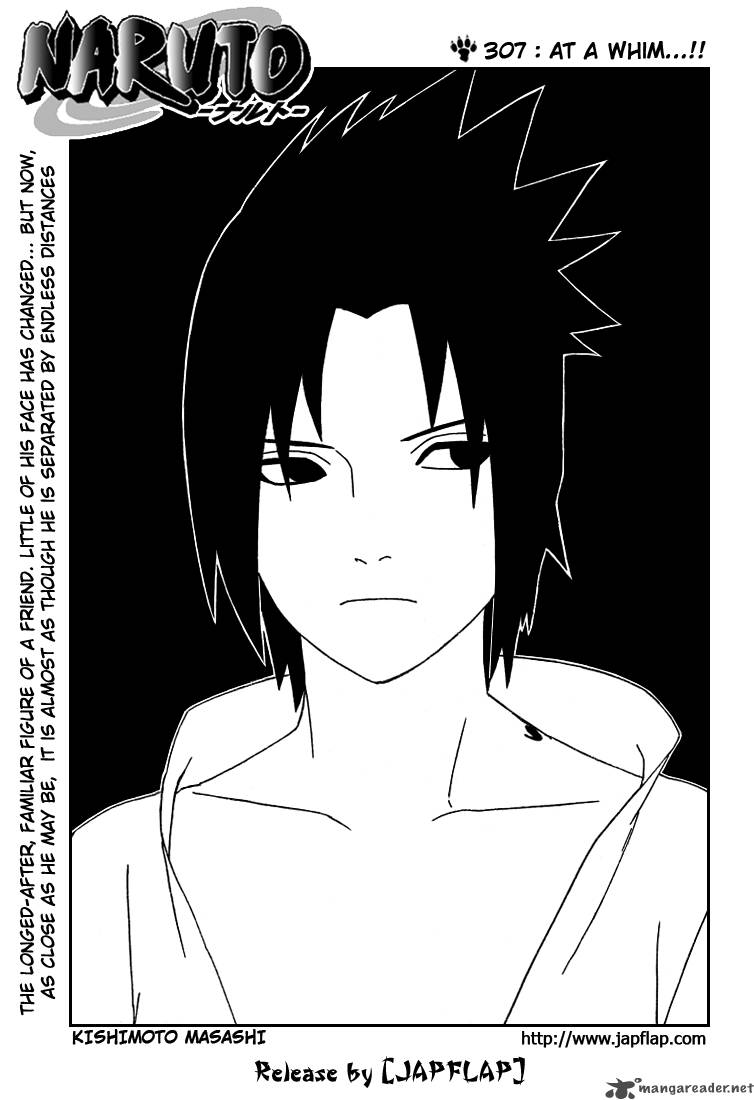 NARUTO
-ナルト-
307 : AT A WHIM...!!
THE LONGED-AFTER, FAMILIAR FIGURE OF A FRIEND. LITTLE OF HIS FACE HAS CHANGED... BUT NOW,
AS CLOSE AS HE MAY BE, IT IS ALMOST AS THOUGH HE IS SEPARATED BY ENDLESS DISTANCES
KISHIMOTO MASASHI
http://www.japflap.com
Release by [JAPFLAP]
mangareader.net